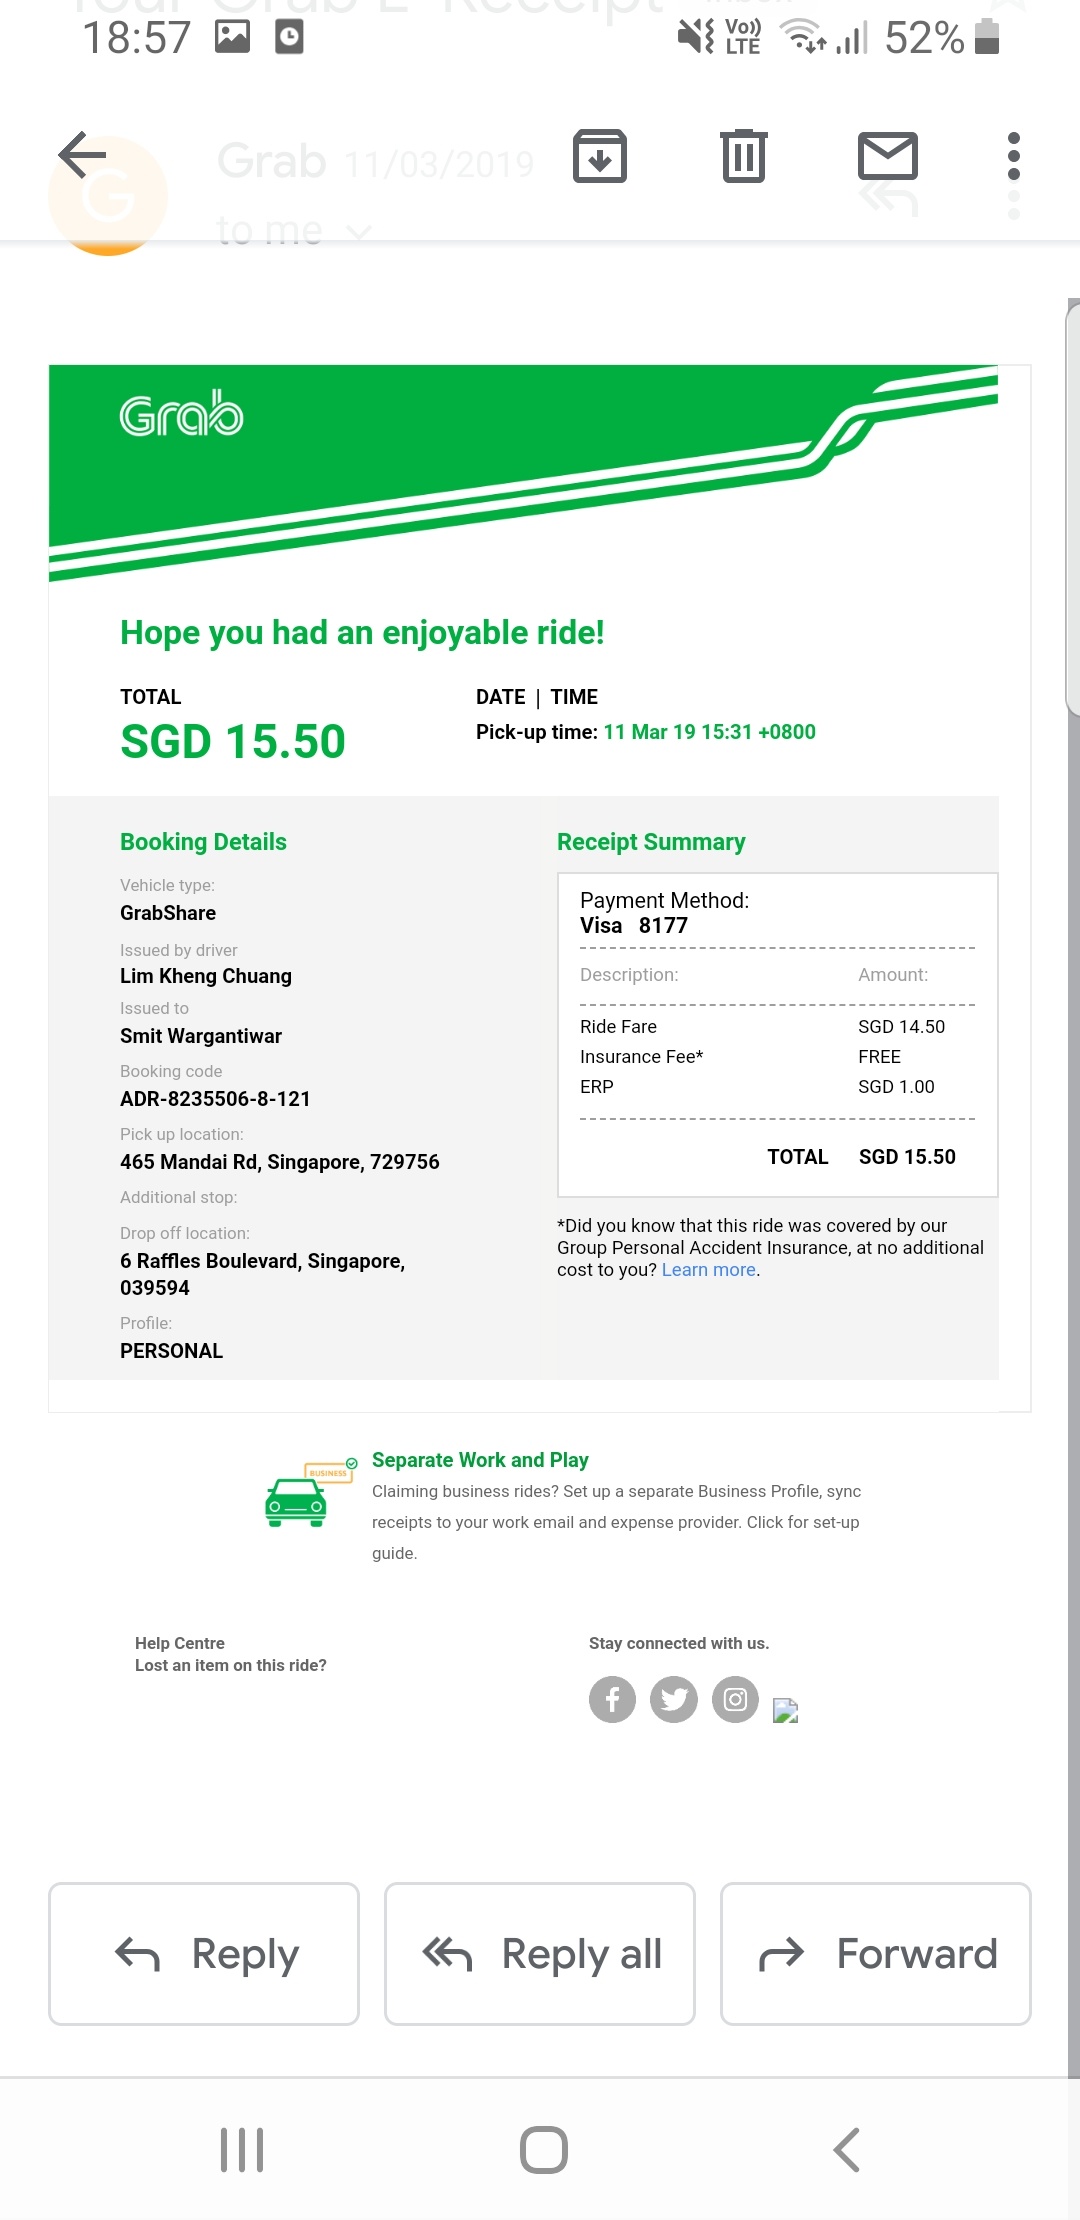 Your Grab E-Receipt
18:57
Vo))
LTE
52%
Grab 11/03/2019
G
to me
Grab
Hope you had an enjoyable ride!
TOTAL
SGD 15.50
DATE | TIME
Pick-up time: 11 Mar 19 15:31 +0800
Booking Details
Vehicle type:
GrabShare
Issued by driver
Lim Kheng Chuang
Issued to
Smit Wargantiwar
Booking code
ADR-8235506-8-121
Pick up location:
465 Mandai Rd, Singapore, 729756
Additional stop:
Drop off location:
6 Raffles Boulevard, Singapore,
039594
Profile:
PERSONAL
Receipt Summary
Payment Method:
Visa 8177
Description: Amount:
Ride Fare SGD 14.50
Insurance Fee* FREE
ERP SGD 1.00
TOTAL SGD 15.50
*Did you know that this ride was covered by our
Group Personal Accident Insurance, at no additional
cost to you? Learn more.
BUSINESS
Separate Work and Play
Claiming business rides? Set up a separate Business Profile, sync
receipts to your work email and expense provider. Click for set-up
guide.
Help Centre
Lost an item on this ride?
Stay connected with us.
Reply
Reply all
Forward